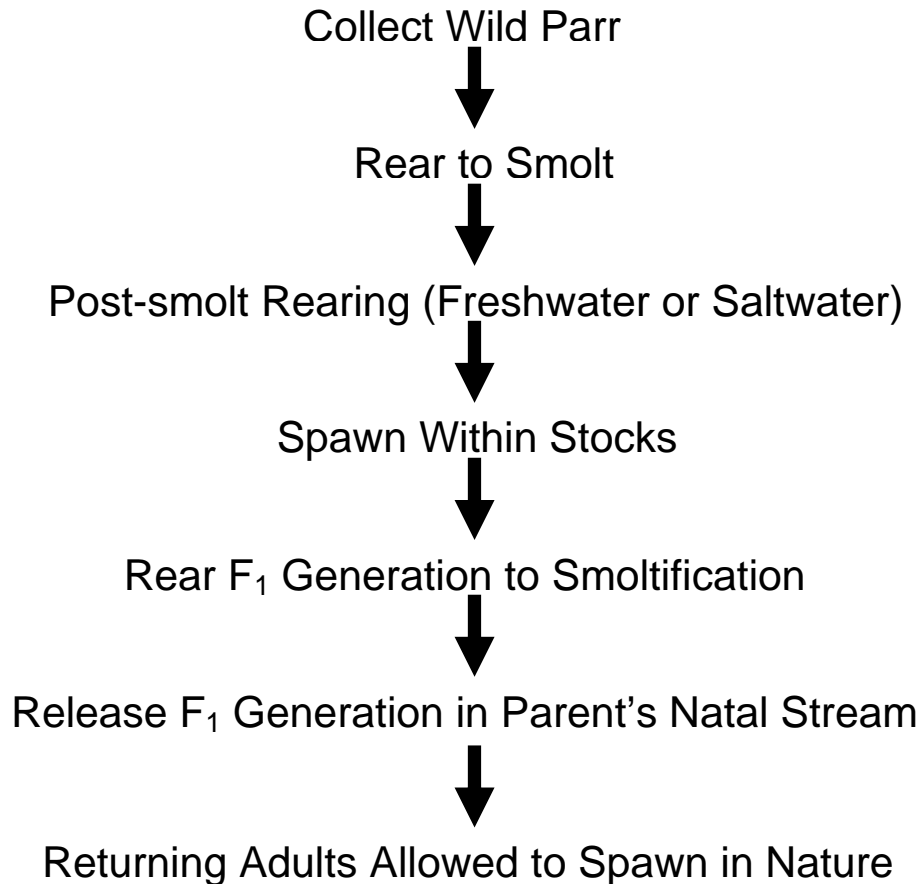 Collect Wild Parr
Rear to Smolt
Post-smolt Rearing (Freshwater or Saltwater)
Spawn Within Stocks
Rear F₁ Generation to Smoltification
Release F₁ Generation in Parent’s Natal Stream
Returning Adults Allowed to Spawn in Nature